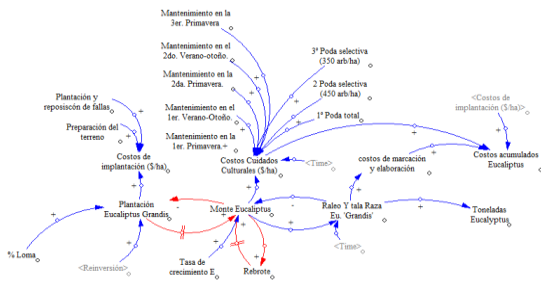 Mantenimiento en la
3er. Primavera
Mantenimiento en el
2do. Verano-otoño.
3ª Poda selectiva
(350 arb/ha)
Mantenimiento en la
2da. Primavera.
2 Poda selectiva
(450 arb/ha)
Plantación y
reposiscón de fallas
<Costos de
implantación ($/ha)>
Mantenimiento en el
1er. Verano-Otoño.
1ª Poda total
Preparación del
terreno
Mantenimiento en la
1er. Primavera.
Costos de
implantación ($/ha)
Costos Cuidados
Culturales ($/ha)
<Time>
costos de marcación
y elaboración
Costos acumulados
Eucaliptus
Plantación
Eucaliptus Grandis
Monte Eucaliptus
Raleo Y tala Raza
Eu. 'Grandis'
Toneladas
Eucalyptus
% Loma
<Reinversión>
Tasa de
crecimiento E
Rebrote
<Time>